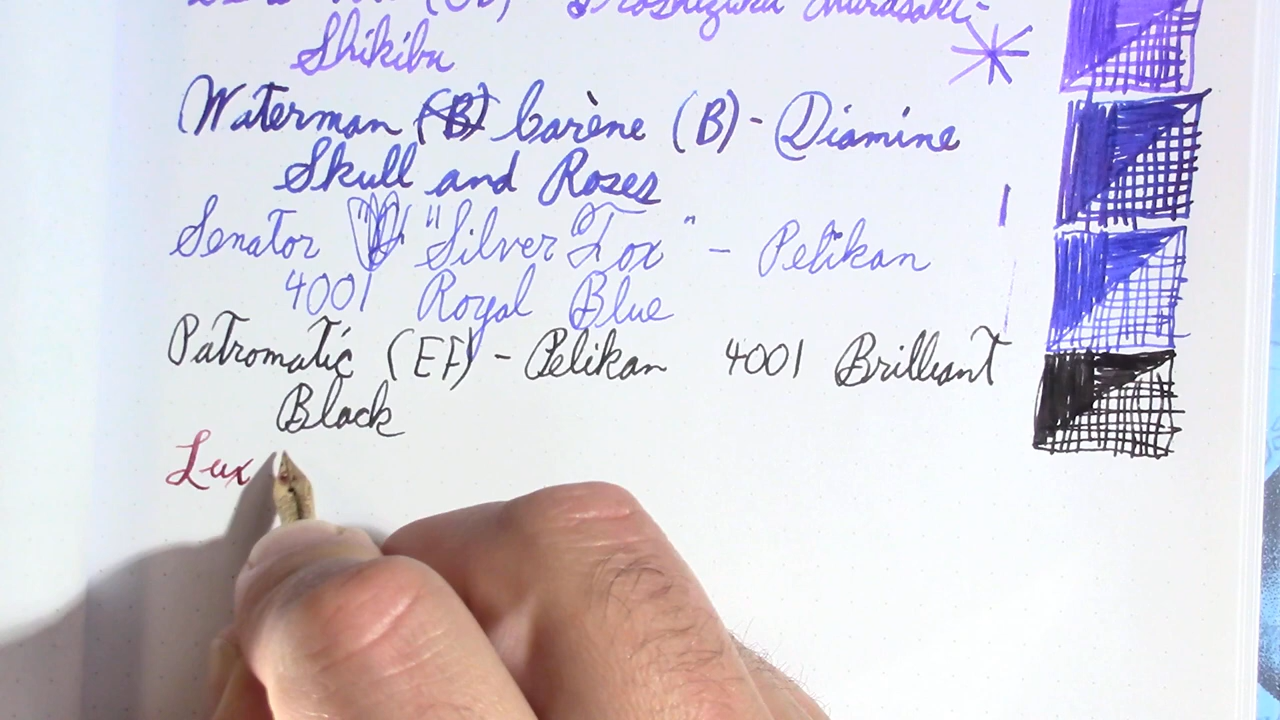 Shikibu
Waterman (B) Carène (B) - Diamine
Skull and Roses
Senator "Silver Fox" - Pelikan
4001 Royal Blue
Patromatic (EF) - Pelikan 4001 Brilliant
Black
Lux